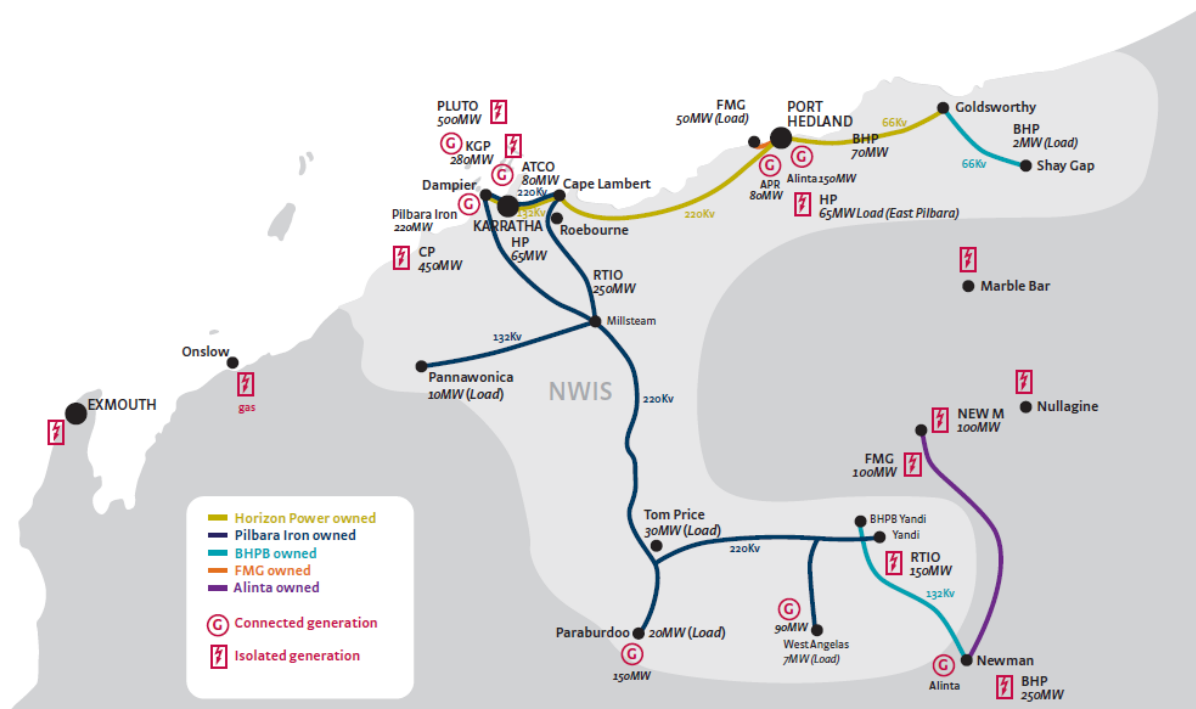 PLUTO
500MW
KGP
280MW
ATCO
80MW
220Kv
Dampier
Cape Lambert
Pilbara Iron
220MW
132Kv
KARRATHA
Roebourne
HP
65MW
CP
450MW
RTIO
250MW
Millsteam
132Kv
Pannawonica
10MW (Load)
FMG
50MW (Load)
PORT
HEDLAND
66Kv
BHP
70MW
Goldsworthy
BHP
2MW (Load)
66Kv
Shay Gap
APR
80MW
Alinta 150MW
HP
65MW Load (East Pilbara)
220Kv
Marble Bar
Onslow
gas
EXMOUTH
NWIS
220Kv
Nullagine
NEW M
100MW
FMG
100MW
Tom Price
30MW (Load)
220Kv
BHPB Yandi
Yandi
RTIO
150MW
132Kv
Paraburdoo
20MW (Load)
150MW
90MW
West Angelas
7MW (Load)
Newman
Alinta
BHP
250MW
Horizon Power owned
Pilbara Iron owned
BHPB owned
FMG owned
Alinta owned
G Connected generation
Isolated generation
G
G
G
G
G
G
G
G